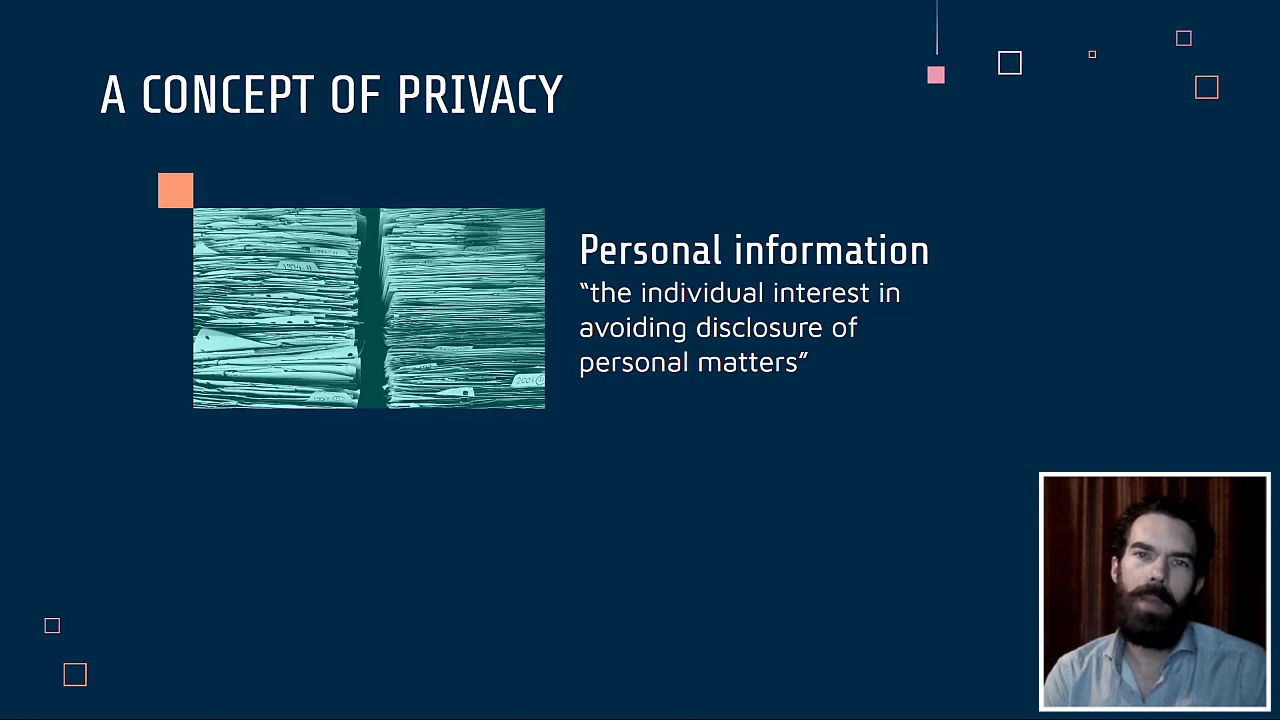 A CONCEPT OF PRIVACY
Personal information
“the individual interest in
avoiding disclosure of
personal matters”